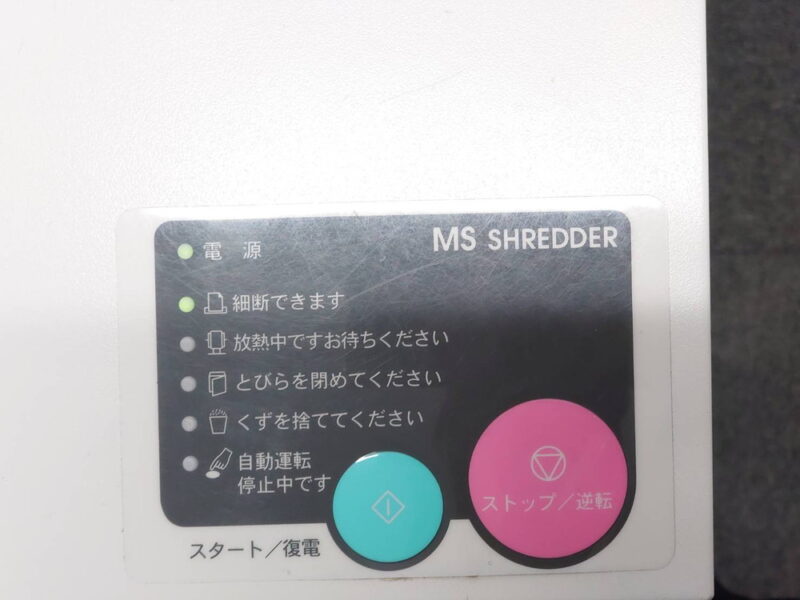 電 源
MS SHREDDER
細断できます
放熱中ですお待ちください
とびらを閉めてください
くずを捨ててください
自動運転
停止中です
ストップ／逆転
スタート／復電